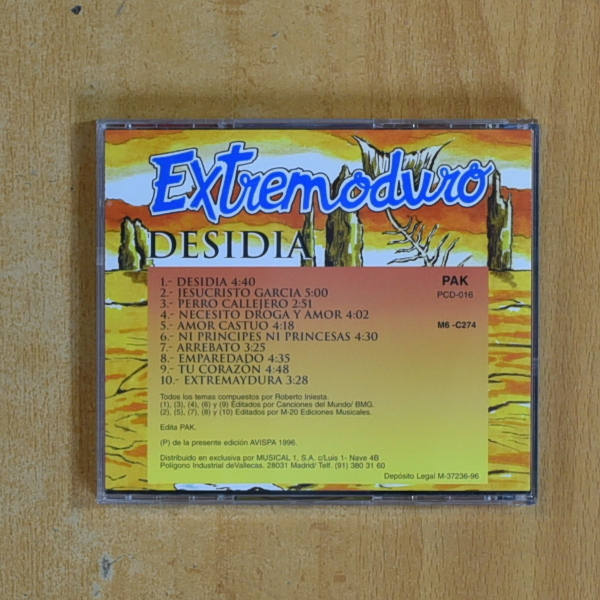 Extremoduro
DESIDIA
1.- DESIDIA 4:40
2.- JESUCRISTO GARCIA 5:00
3.- PERRO CALLEJERO 2:51
4.- NECESITO DROGA Y AMOR 4:02
5.- AMOR CASTUO 4:18
6.- NI PRINCIPES NI PRINCESAS 4:30
7.- ARREBATO 3:25
8.- EMPAREDADO 4:35
9.- TU CORAZÓN 4:48
10.- EXTREMAYDURA 3:28
PAK
PCD-016
M6 -C274
Todos los temas compuestos por Roberto Iniesta.
(1), (3), (4), (6) y (9) Editados por Canciones del Mundo/ BMG.
(2), (5), (7), (8) y (10) Editados por M-20 Ediciones Musicales.
Edita PAK.
(P) de la presente edición AVISPA 1996.
Distribuido en exclusiva por MUSICAL 1, S.A. c/Luis 1- Nave 4B
Polígono Industrial deVallecas. 28031 Madrid/ Telf. (91) 380 31 60
Depósito Legal M-37236-96